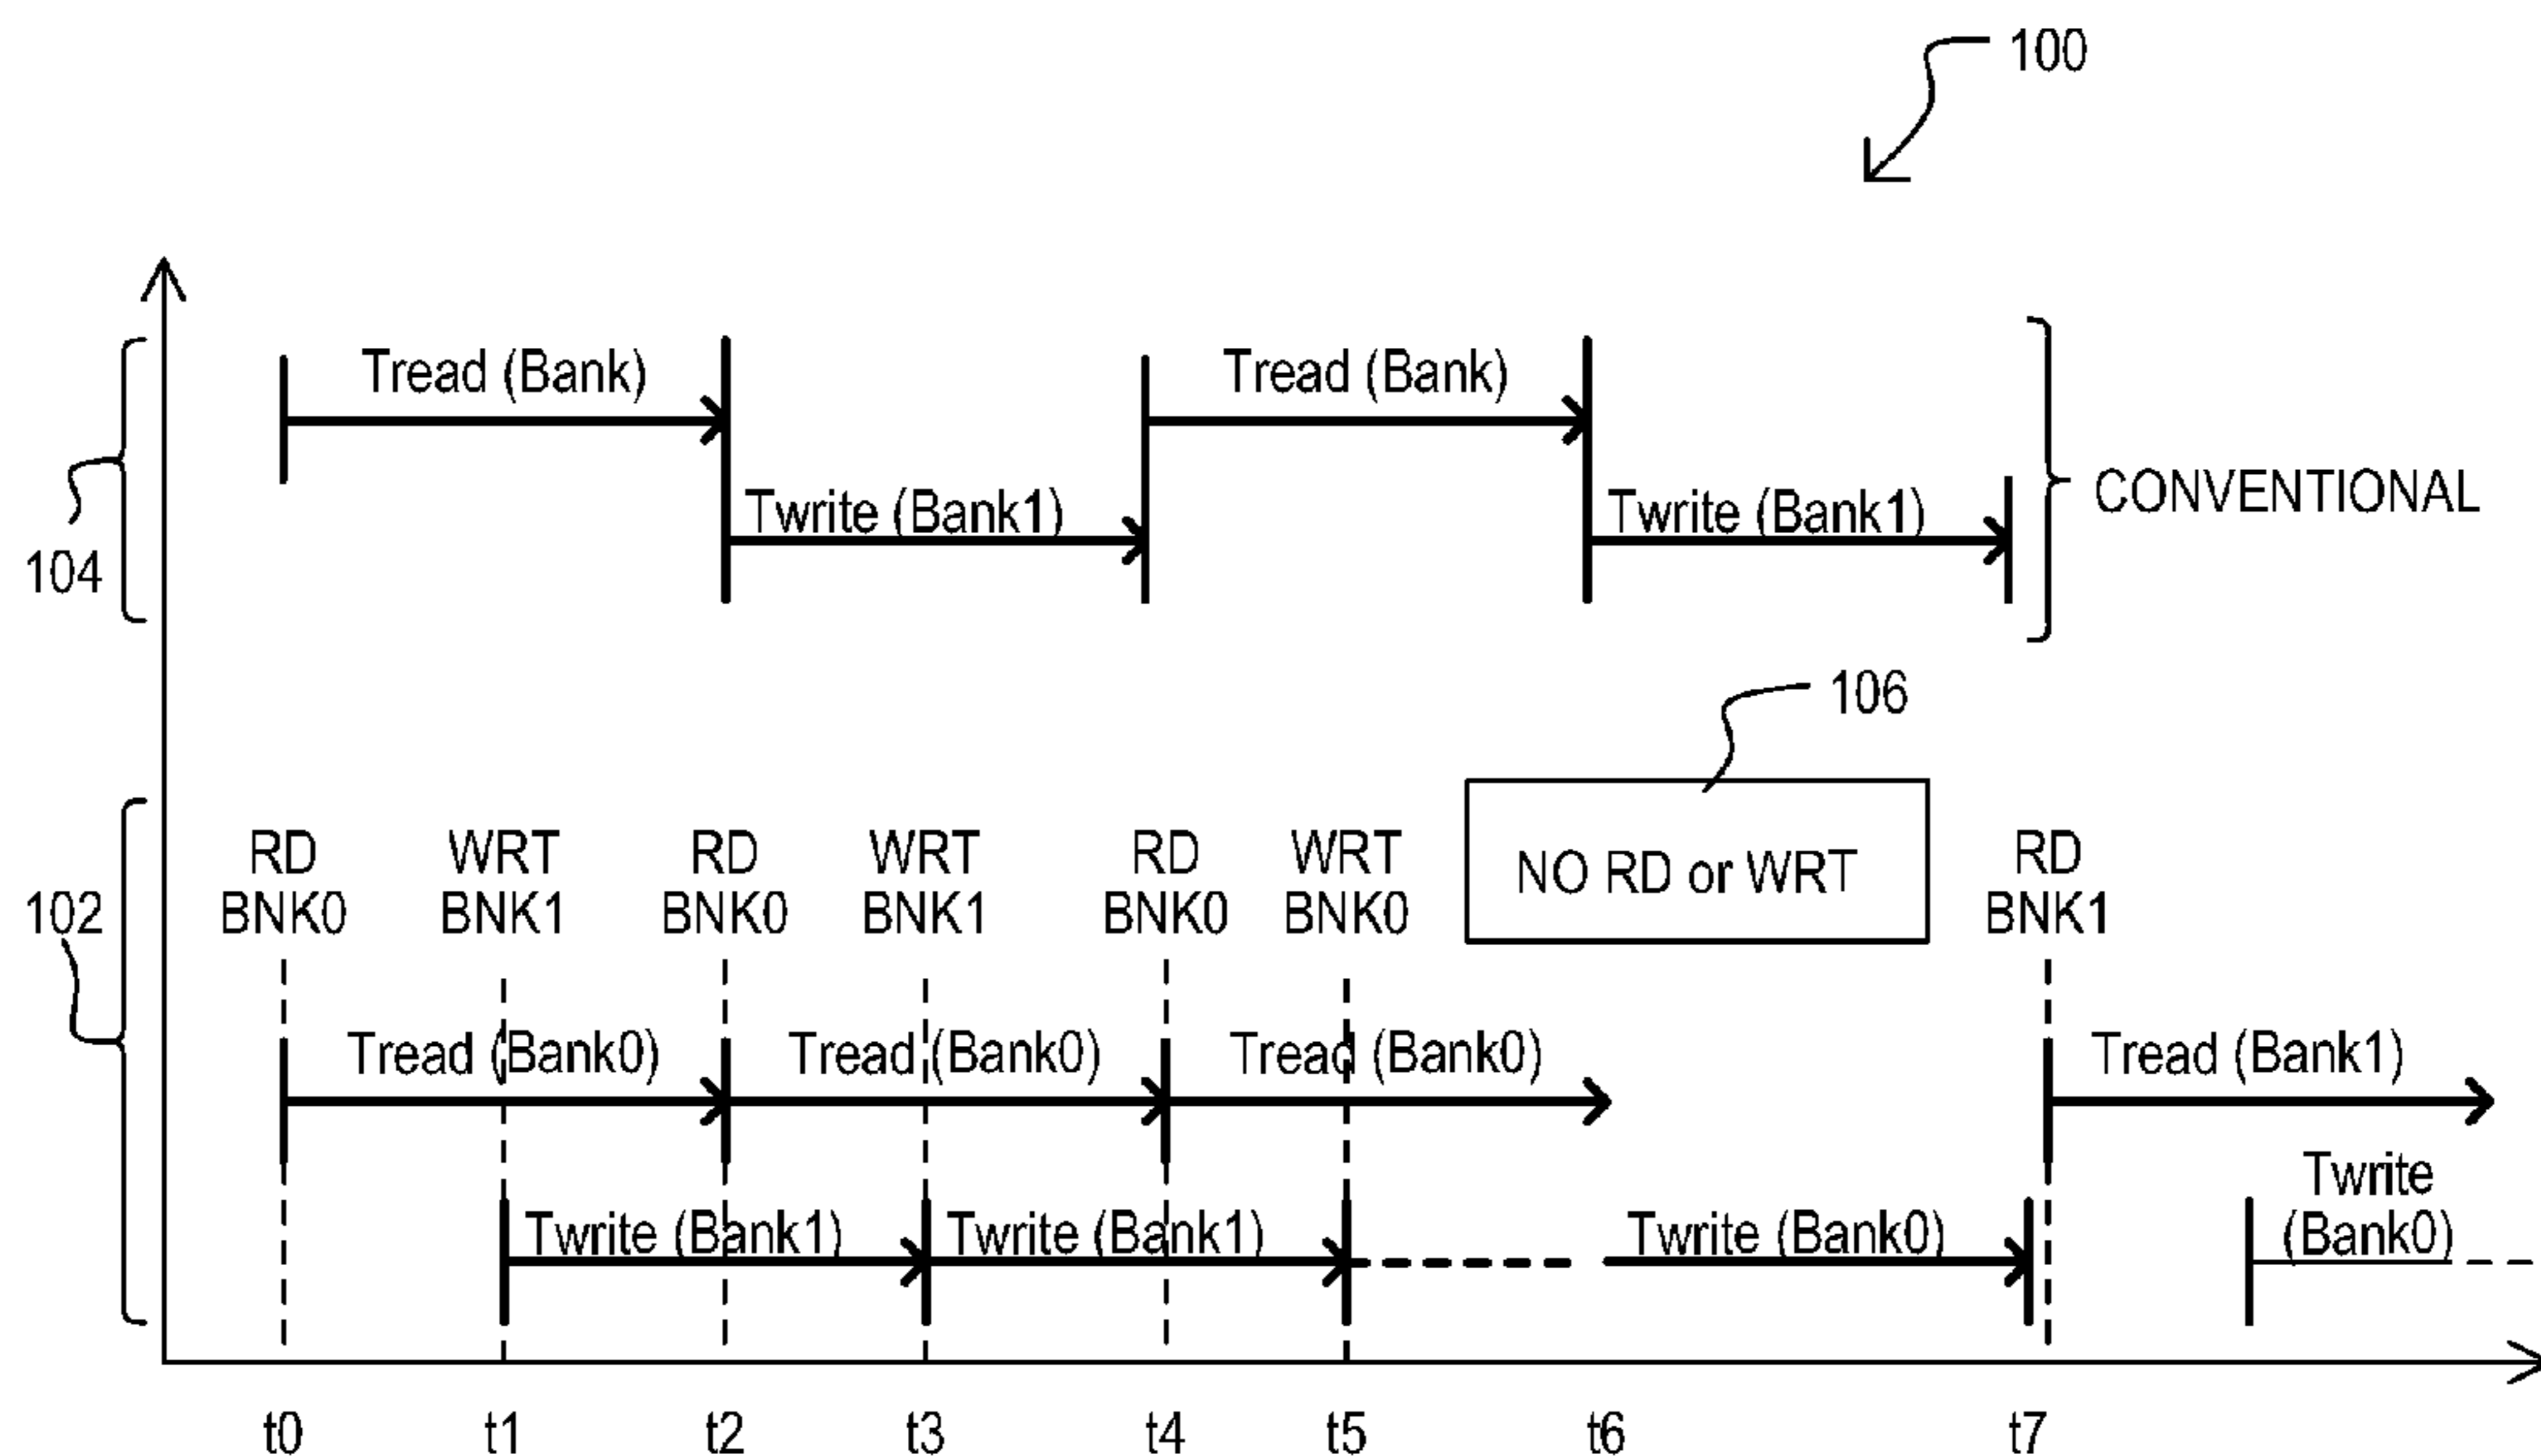 100
Tread (Bank)
Tread (Bank)
Twrite (Bank1)
Twrite (Bank1)
CONVENTIONAL
104
106
NO RD or WRT
RD
BNK0
WRT
BNK1
RD
BNK0
WRT
BNK1
RD
BNK0
WRT
BNK0
RD
BNK1
102
Tread (Bank0)
Tread (Bank0)
Tread (Bank0)
Tread (Bank1)
Twrite (Bank1)
Twrite (Bank1)
Twrite (Bank0)
Twrite
(Bank0)
t0 t1 t2 t3 t4 t5 t6 t7